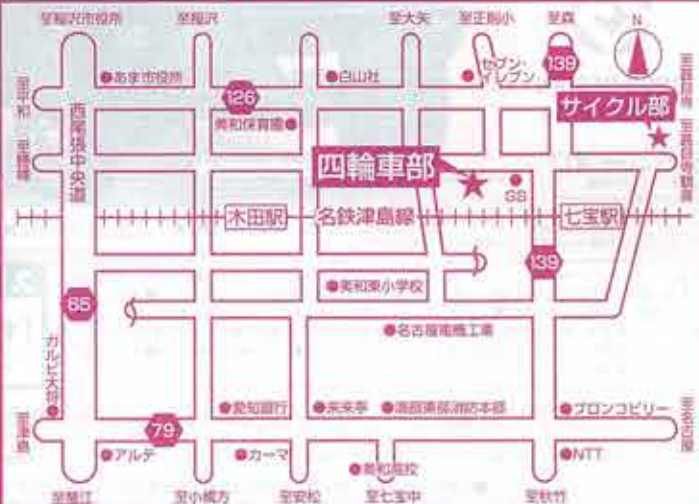 至稲沢市役所
至稲沢
至大矢
至正則小
至森
N
あま市役所
白山社
セブン-イレブン
139
126
サイクル部
至平和
西尾張中央道
美和保育園
四輪車部
GS
木田駅
名鉄津島線
七宝駅
139
美和東小学校
65
名古屋電機工業
カルビ大将
愛知銀行
未来亭
海部東部消防本部
ブロンコビリー
至津島
79
至名古屋
アルテ
カーマ
美和高校
NTT
至蟹江
至小橋方
至安松
至七宝中
至秋竹